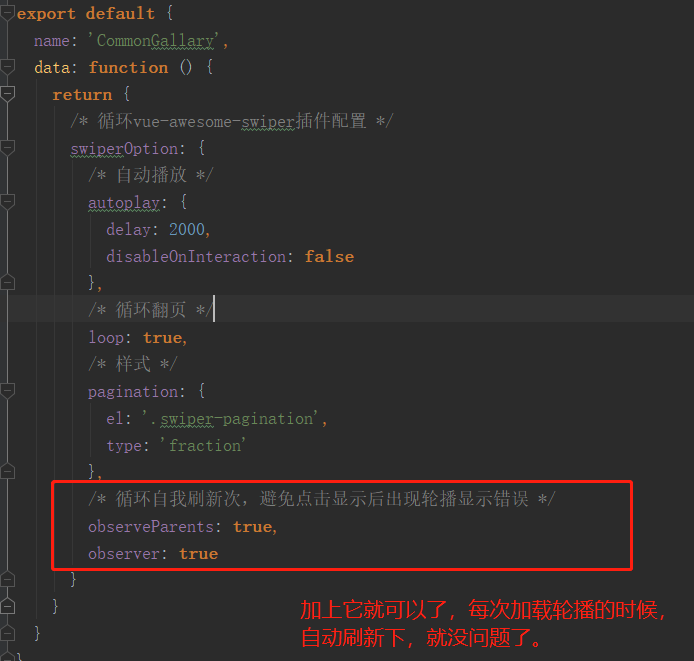 export default {
name: 'CommonGallary',
data: function () {
return {
/* 循环vue-awesome-swiper插件配置 */
swiperOption: {
/* 自动播放 */
autoplay: {
delay: 2000,
disableOnInteraction: false
},
/* 循环翻页 */
loop: true,
/* 样式 */
pagination: {
el: '.swiper-pagination',
type: 'fraction'
},
/* 循环自我刷新次，避免点击显示后出现轮播显示错误 */
observeParents: true,
observer: true
}
}
}
}
加上它就可以了，每次加载轮播的时候，
自动刷新下，就没问题了。